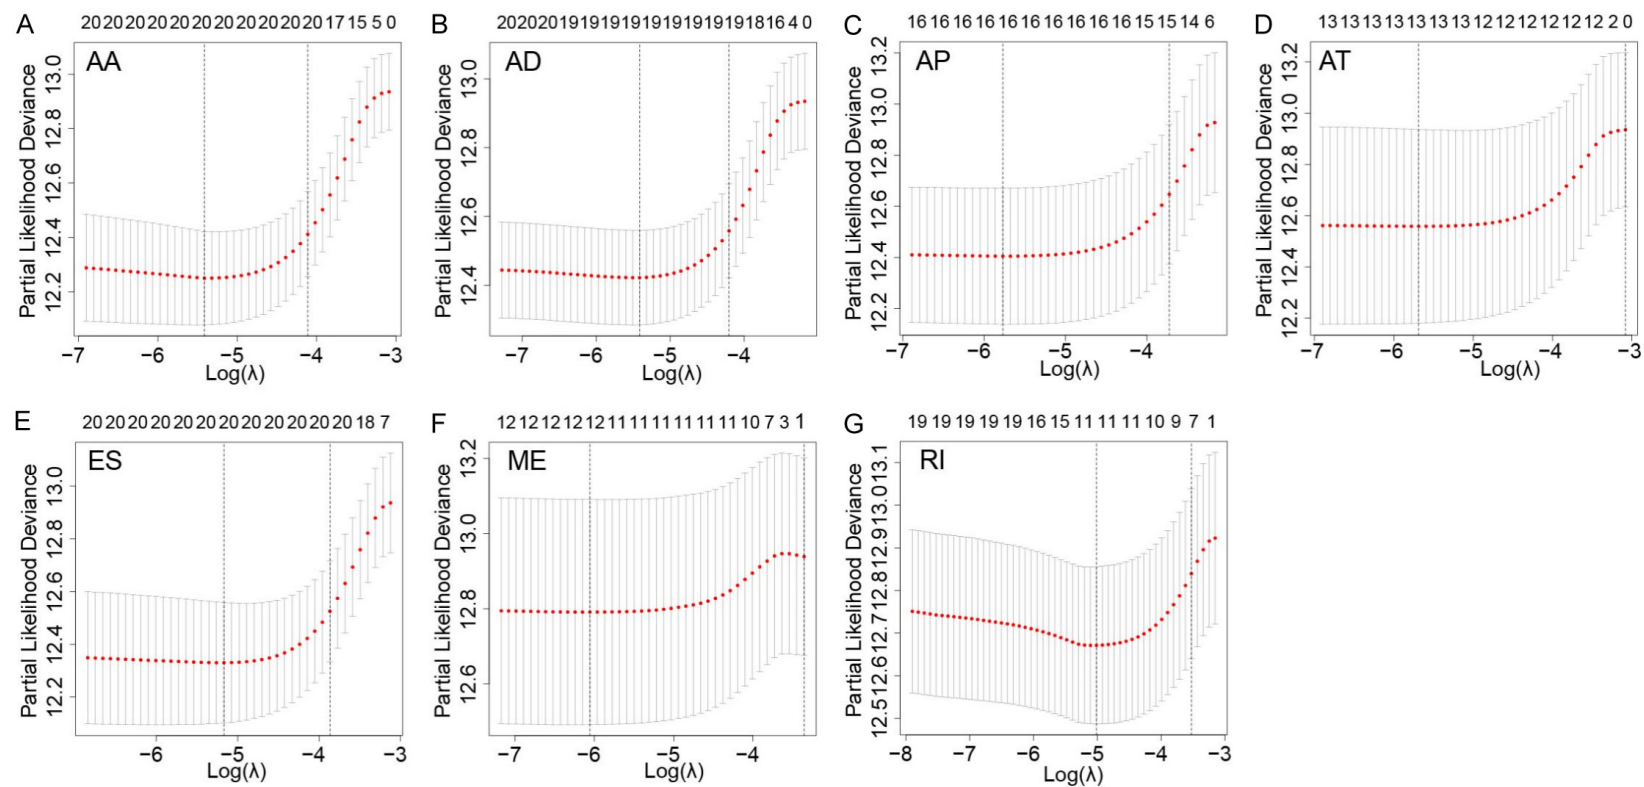 A
20 20 20 20 20 20 20 20 20 20 20 17 15 5 0
AA
Partial Likelihood Deviance
12.2 12.4 12.6 12.8 13.0
−7 −6 −5 −4 −3
Log(λ)
B
20 20 20 19 19 19 19 19 19 19 19 18 16 4 0
AD
Partial Likelihood Deviance
12.4 12.6 12.8 13.0
−7 −6 −5 −4
Log(λ)
C
16 16 16 16 16 16 16 16 16 16 15 15 14 6
AP
Partial Likelihood Deviance
12.2 12.4 12.6 12.8 13.0 13.2
−7 −6 −5 −4
Log(λ)
D
13 13 13 13 13 13 13 12 12 12 12 12 12 2 0
AT
Partial Likelihood Deviance
12.2 12.4 12.6 12.8 13.0 13.2
−7 −6 −5 −4 −3
Log(λ)
E
20 20 20 20 20 20 20 20 20 20 20 20 18 7
ES
Partial Likelihood Deviance
12.2 12.4 12.6 12.8 13.0
−6 −5 −4 −3
Log(λ)
F
12 12 12 12 12 11 11 11 11 11 11 10 7 3 1
ME
Partial Likelihood Deviance
12.6 12.8 13.0 13.2
−7 −6 −5 −4
Log(λ)
G
19 19 19 19 19 16 15 11 11 11 10 9 7 1
RI
Partial Likelihood Deviance
12.5 12.6 12.7 12.8 12.9 13.0 13.1
−8 −7 −6 −5 −4 −3
Log(λ)